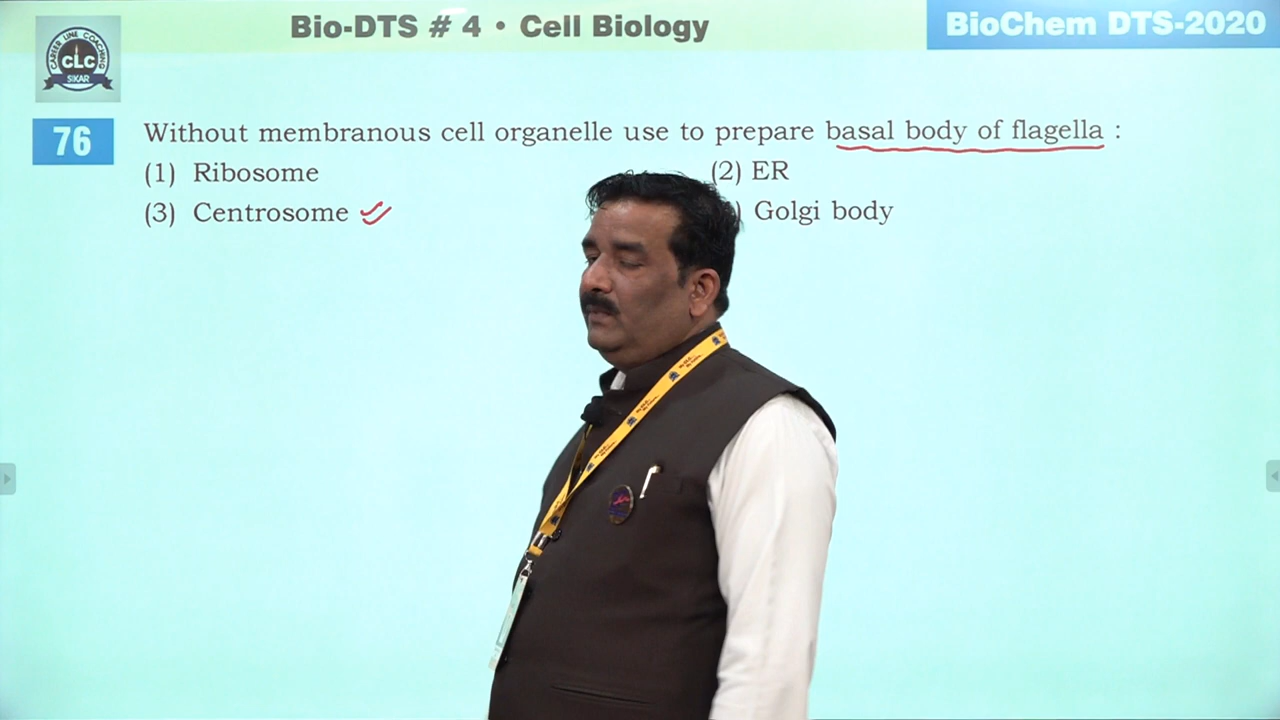 Bio-DTS # 4 • Cell Biology
BioChem DTS-2020
CAREER LINE COACHING
CLC
SIKAR
76
Without membranous cell organelle use to prepare basal body of flagella :
(1) Ribosome
(2) ER
(3) Centrosome
) Golgi body